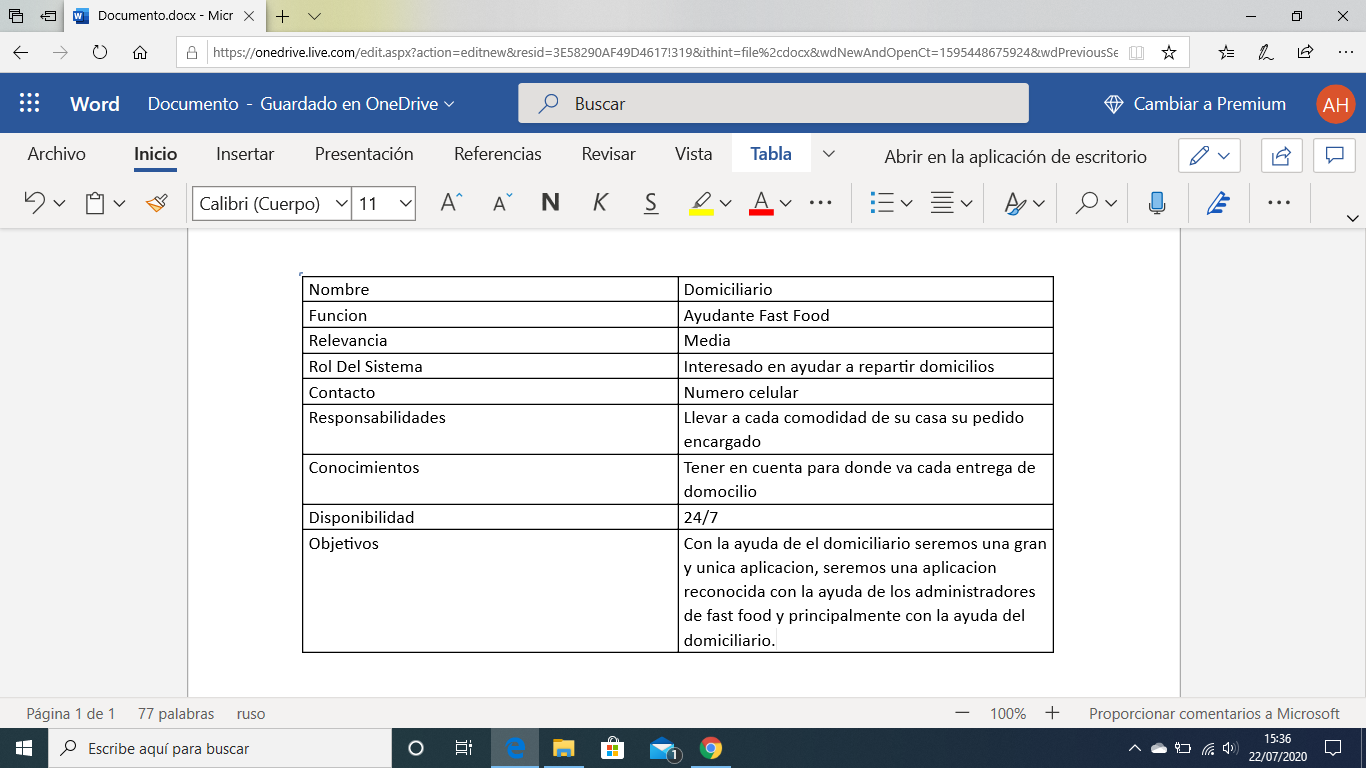 Documento.docx - Micr
https://onedrive.live.com/edit.aspx?action=editnew&resid=3E58290AF49D4617!319&ithint=file%2cdocx&wdNewAndOpenCt=1595448675924&wdPreviousSe
Word Documento - Guardado en OneDrive Buscar Cambiar a Premium AH
Archivo Inicio Insertar Presentación Referencias Revisar Vista Tabla Abrir en la aplicación de escritorio
Calibri (Cuerpo) 11 A A N K S A
Nombre Domiciliario
Funcion Ayudante Fast Food
Relevancia Media
Rol Del Sistema Interesado en ayudar a repartir domicilios
Contacto Numero celular
Responsabilidades Llevar a cada comodidad de su casa su pedido
encargado
Conocimientos Tener en cuenta para donde va cada entrega de
domocilio
Disponibilidad 24/7
Objetivos Con la ayuda de el domiciliario seremos una gran
y unica aplicacion, seremos una aplicacion
reconocida con la ayuda de los administradores
de fast food y principalmente con la ayuda del
domiciliario.
Página 1 de 1 77 palabras ruso 100% Proporcionar comentarios a Microsoft
Escribe aquí para buscar 1 15:36
22/07/2020